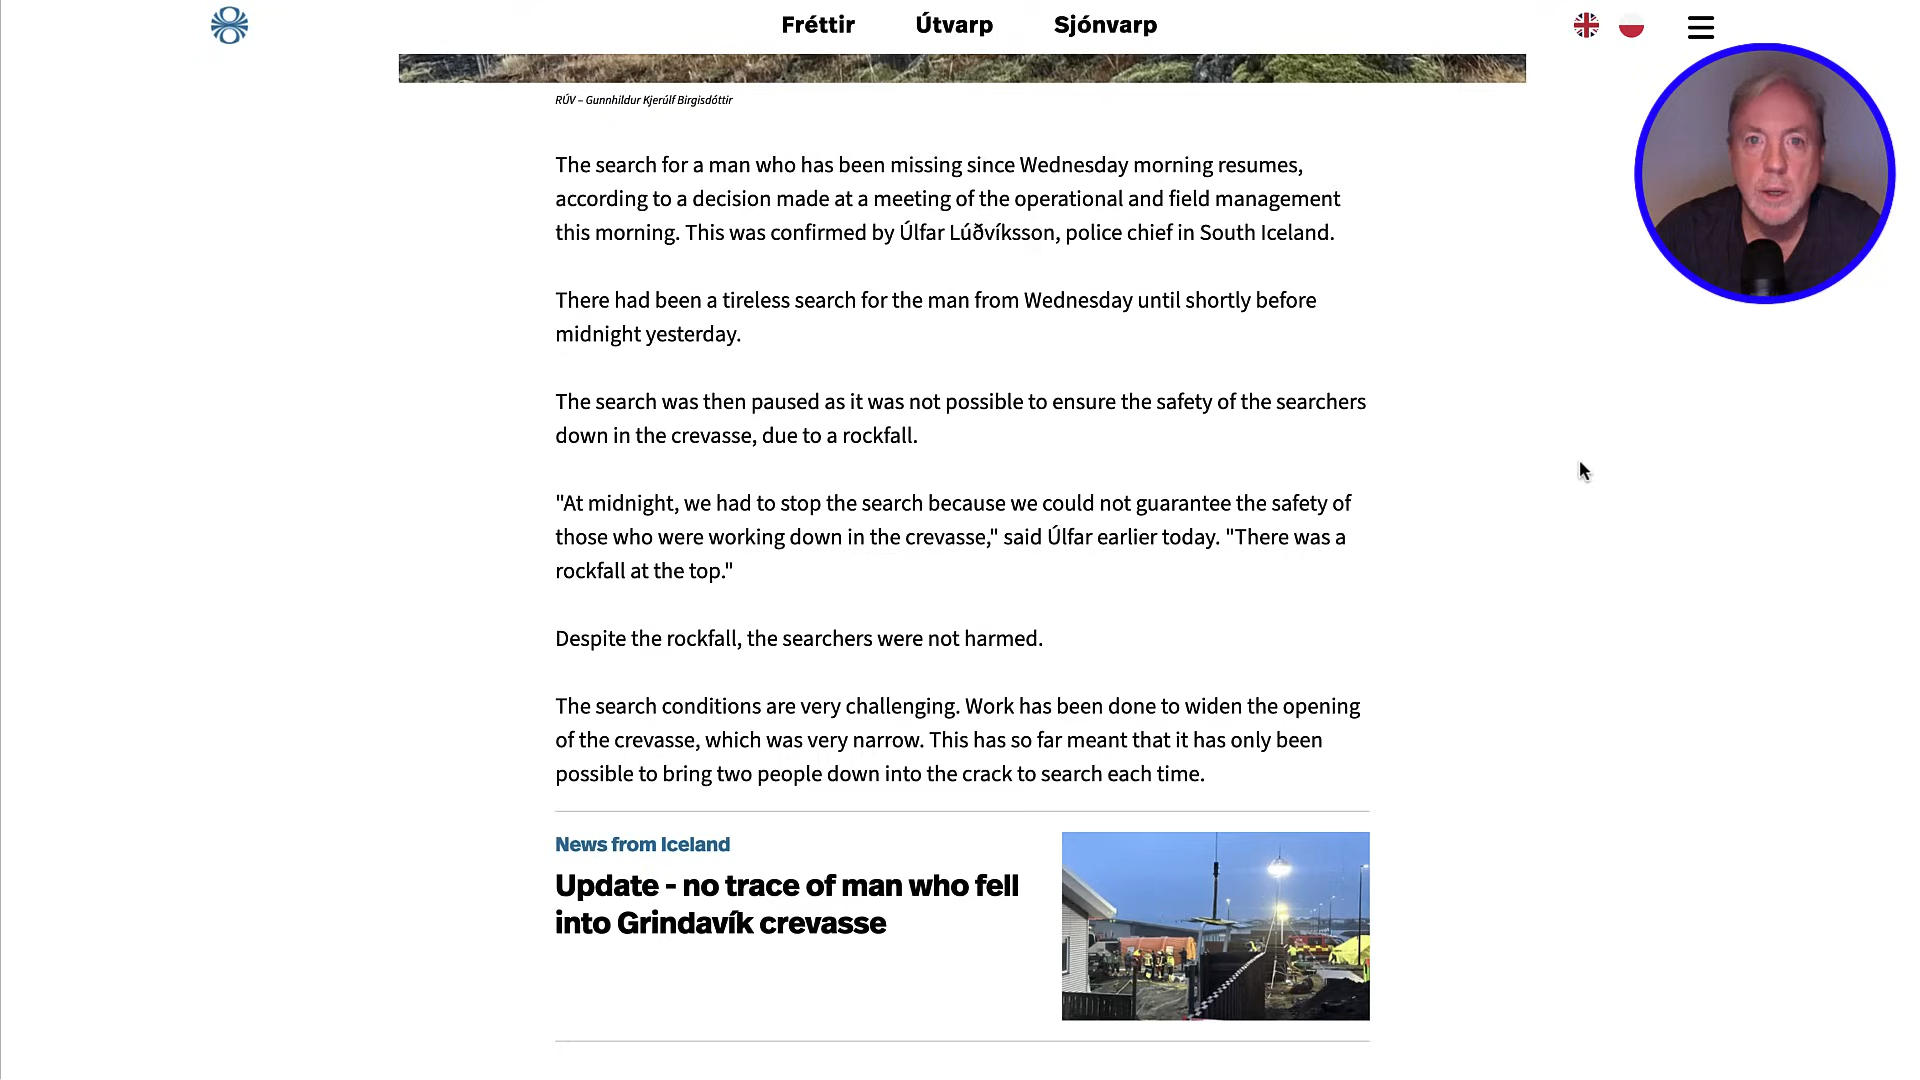 Fréttir Útvarp Sjónvarp
RÚV – Gunnhildur Kjerúlf Birgisdóttir
The search for a man who has been missing since Wednesday morning resumes,
according to a decision made at a meeting of the operational and field management
this morning. This was confirmed by Úlfar Lúðvíksson, police chief in South Iceland.
There had been a tireless search for the man from Wednesday until shortly before
midnight yesterday.
The search was then paused as it was not possible to ensure the safety of the searchers
down in the crevasse, due to a rockfall.
"At midnight, we had to stop the search because we could not guarantee the safety of
those who were working down in the crevasse," said Úlfar earlier today. "There was a
rockfall at the top."
Despite the rockfall, the searchers were not harmed.
The search conditions are very challenging. Work has been done to widen the opening
of the crevasse, which was very narrow. This has so far meant that it has only been
possible to bring two people down into the crack to search each time.
News from Iceland
Update - no trace of man who fell
into Grindavík crevasse